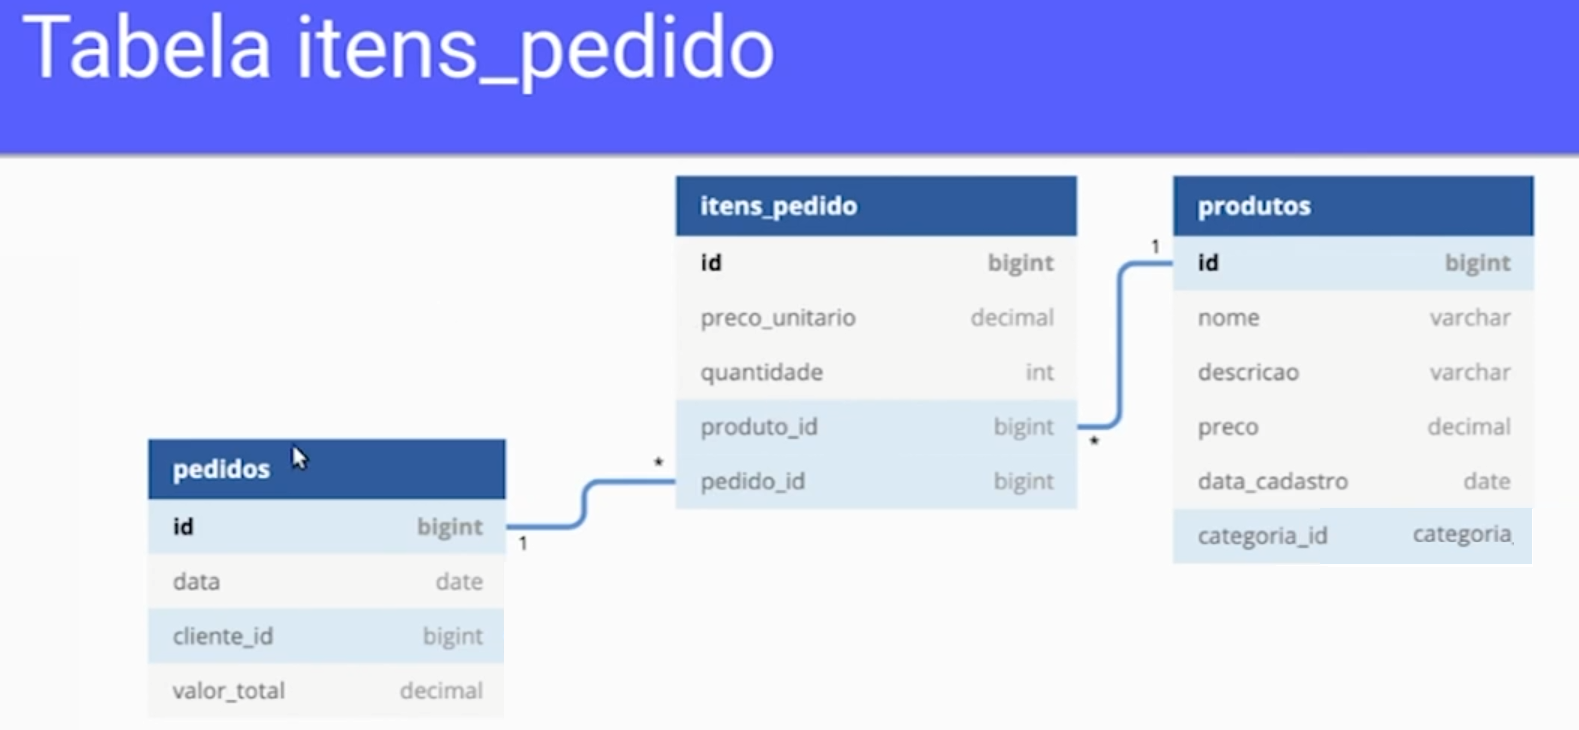 Tabela itens_pedido
itens_pedido
id bigint
preco_unitario decimal
quantidade int
produto_id bigint
pedido_id bigint
produtos
id bigint
nome varchar
descricao varchar
preco decimal
data_cadastro date
categoria_id categoria
pedidos
id bigint
data date
cliente_id bigint
valor_total decimal
1
*
*
1